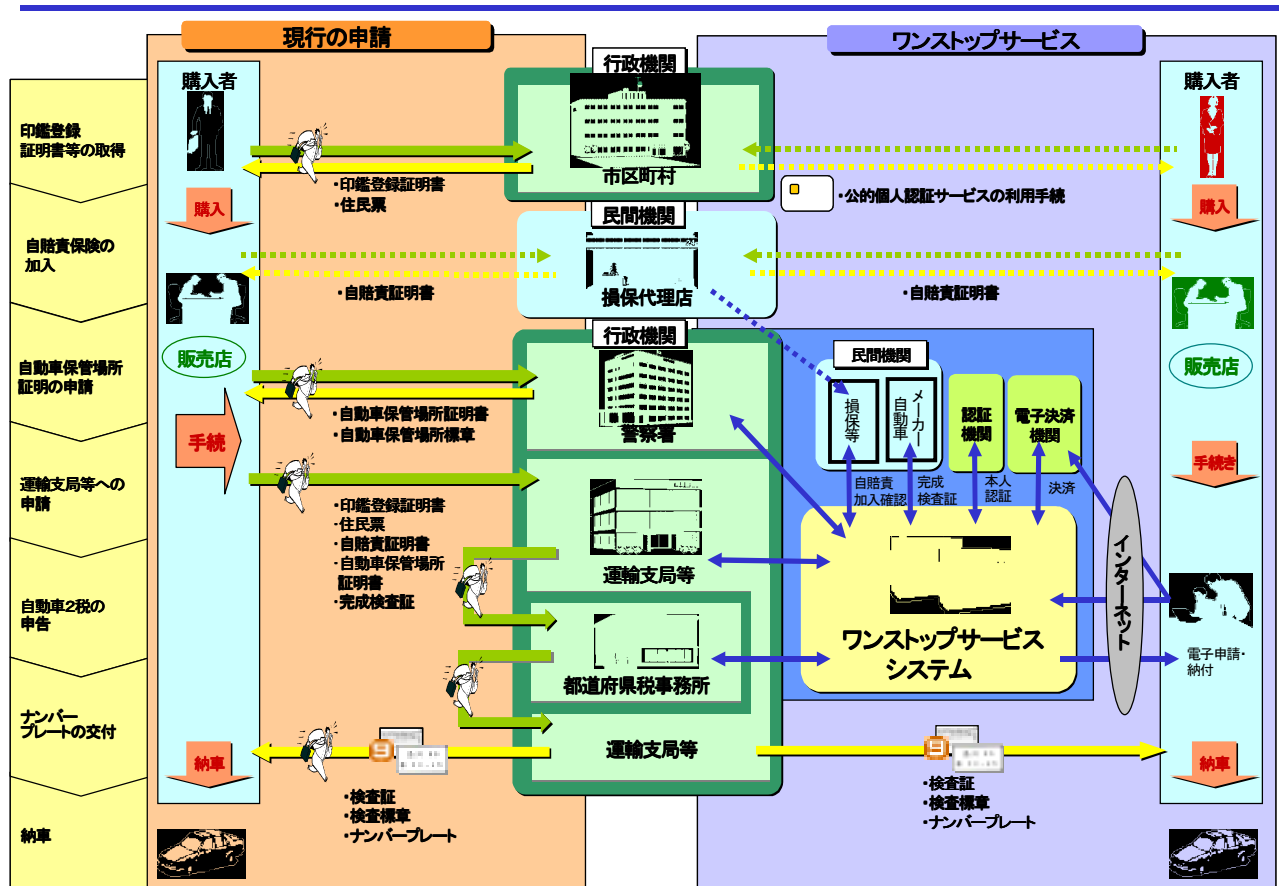 現行の申請
ワンストップサービス
印鑑登録
証明書等の取得
自賠責保険の
加入
自動車保管場所
証明の申請
運輸支局等への
申請
自動車2税の
申告
ナンバー
プレートの交付
納車
購入者
購入
販売店
手続
納車
・印鑑登録証明書
・住民票
・自賠責証明書
・自動車保管場所証明書
・自動車保管場所標章
・印鑑登録証明書
・住民票
・自賠責証明書
・自動車保管場所
証明書
・完成検査証
・検査証
・検査標章
・ナンバープレート
行政機関
市区町村
民間機関
損保代理店
行政機関
警察署
運輸支局等
都道府県税事務所
運輸支局等
・公的個人認証サービスの利用手続
・自賠責証明書
民間機関
損保等
自動車
メーカー
認証
機関
電子決済
機関
自賠責
加入確認
完成
検査証
本人
認証
決済
ワンストップサービス
システム
インターネット
・検査証
・検査標章
・ナンバープレート
購入者
購入
販売店
手続き
電子申請・
納付
納車